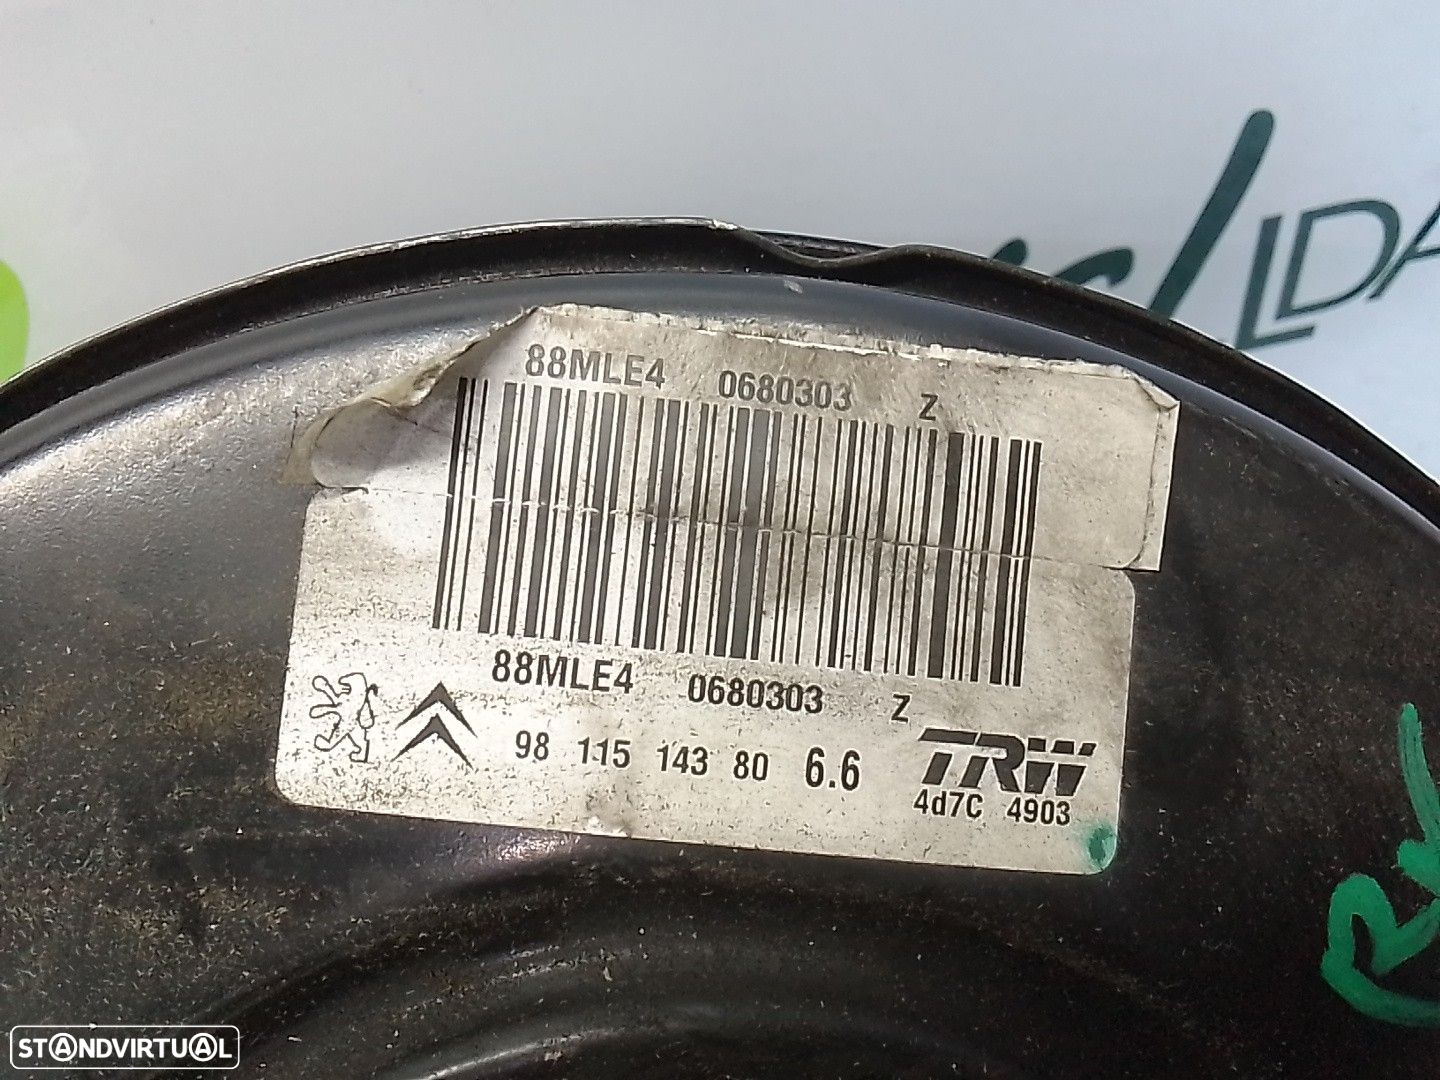 LDA
88MLE4 0680303 Z
88MLE4 0680303 Z
98 115 143 80 6.6 TRW
4d7C 4903
STANDVIRTUAL